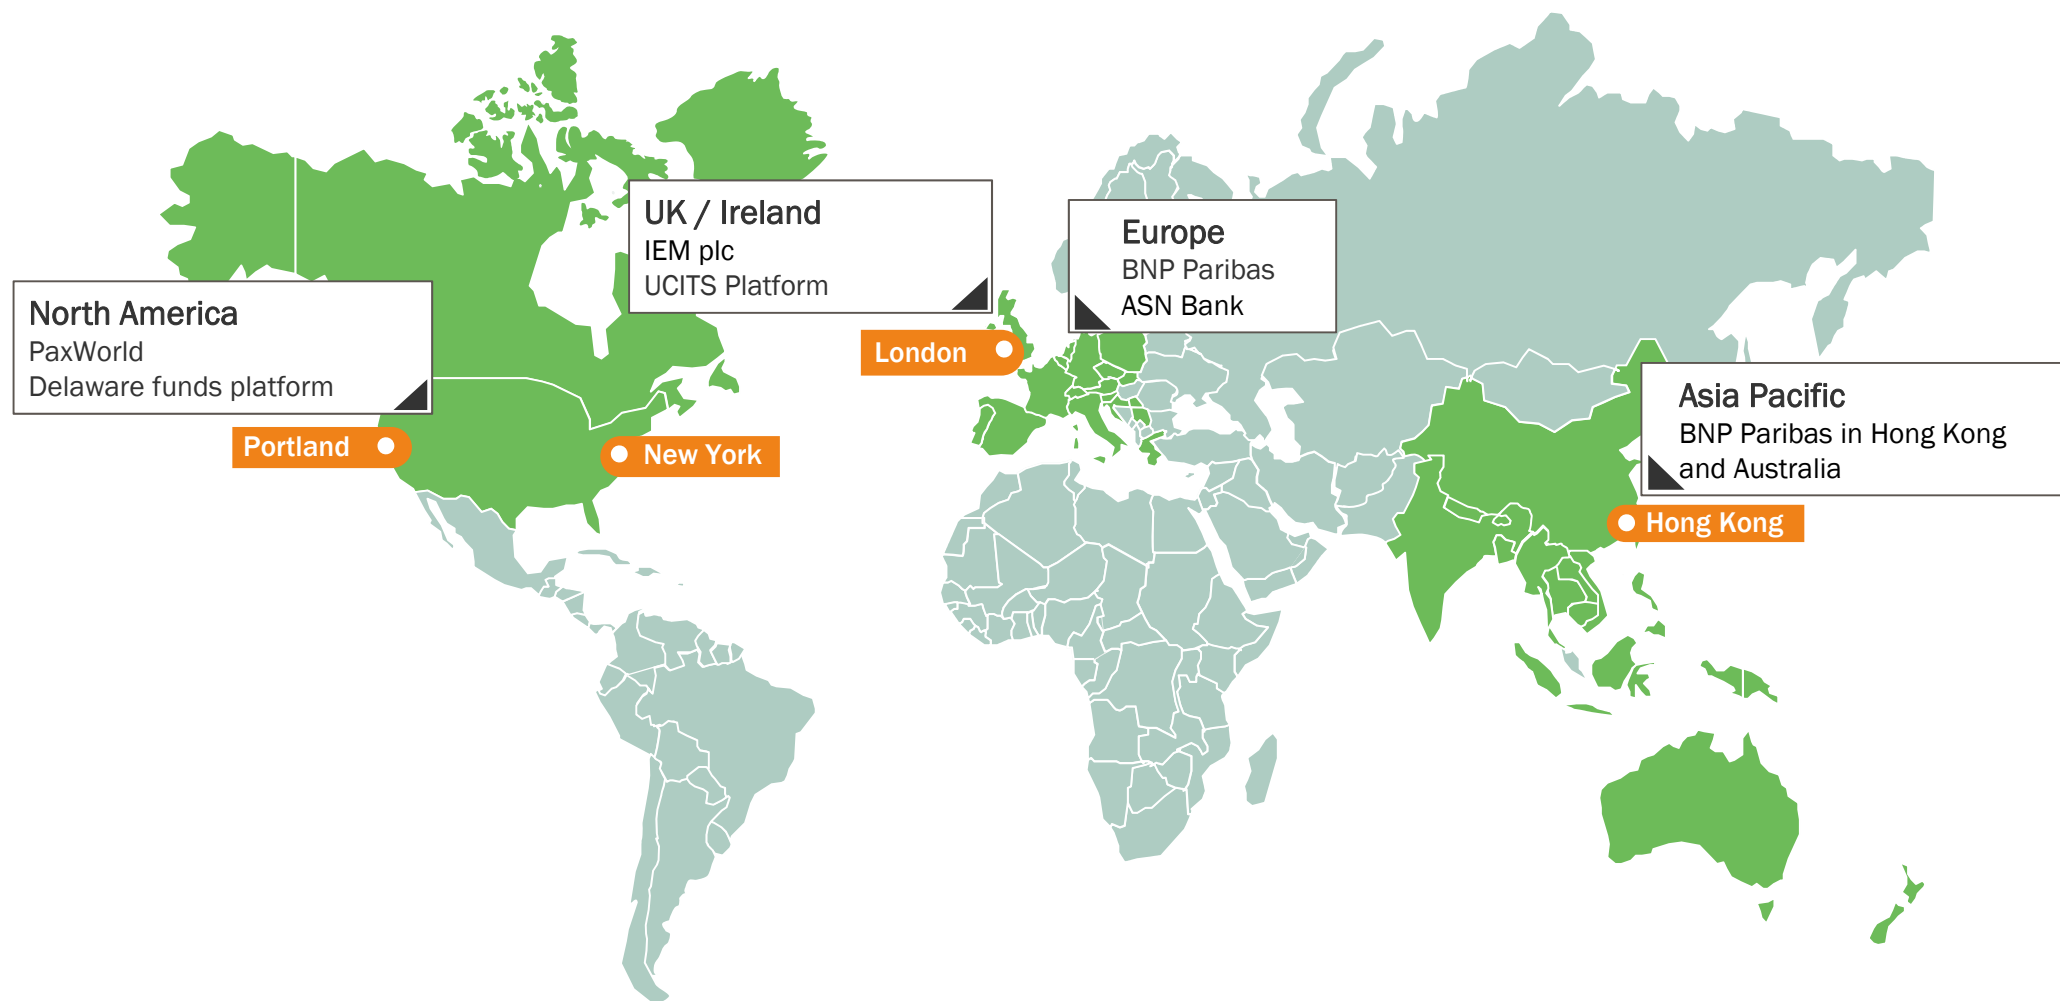 UK / Ireland
IEM plc
UCITS Platform
Europe
BNP Paribas
ASN Bank
North America
PaxWorld
Delaware funds platform
London
Asia Pacific
BNP Paribas in Hong Kong
and Australia
Portland
New York
Hong Kong